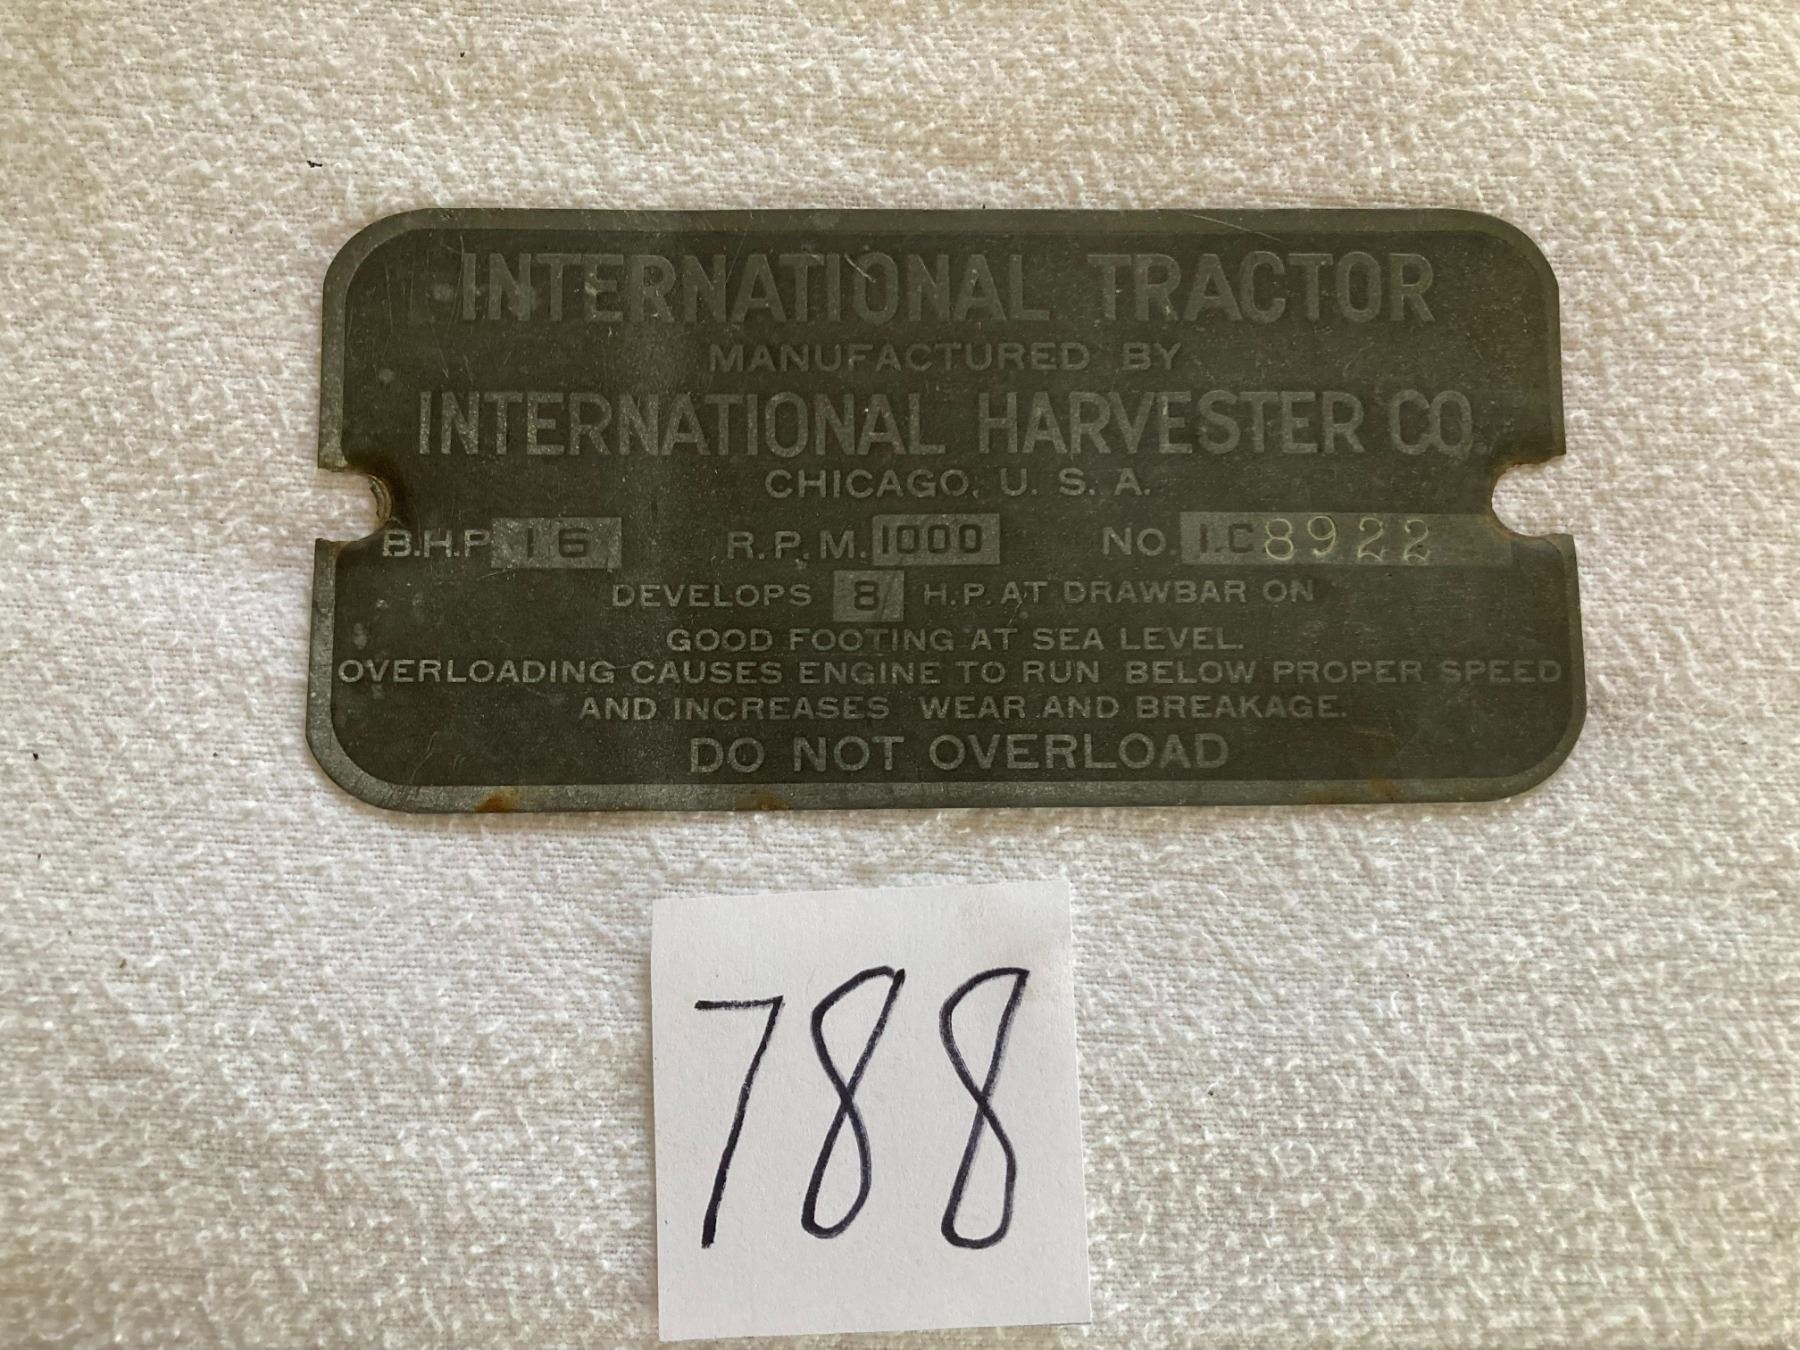 INTERNATIONAL TRACTOR
MANUFACTURED BY
INTERNATIONAL HARVESTER CO.
CHICAGO, U. S. A.
B.H.P. 16 R.P.M. 1000 NO. I.C 8922
DEVELOPS 8 H.P. AT DRAWBAR ON
GOOD FOOTING AT SEA LEVEL.
OVERLOADING CAUSES ENGINE TO RUN BELOW PROPER SPEED
AND INCREASES WEAR AND BREAKAGE.
DO NOT OVERLOAD
788